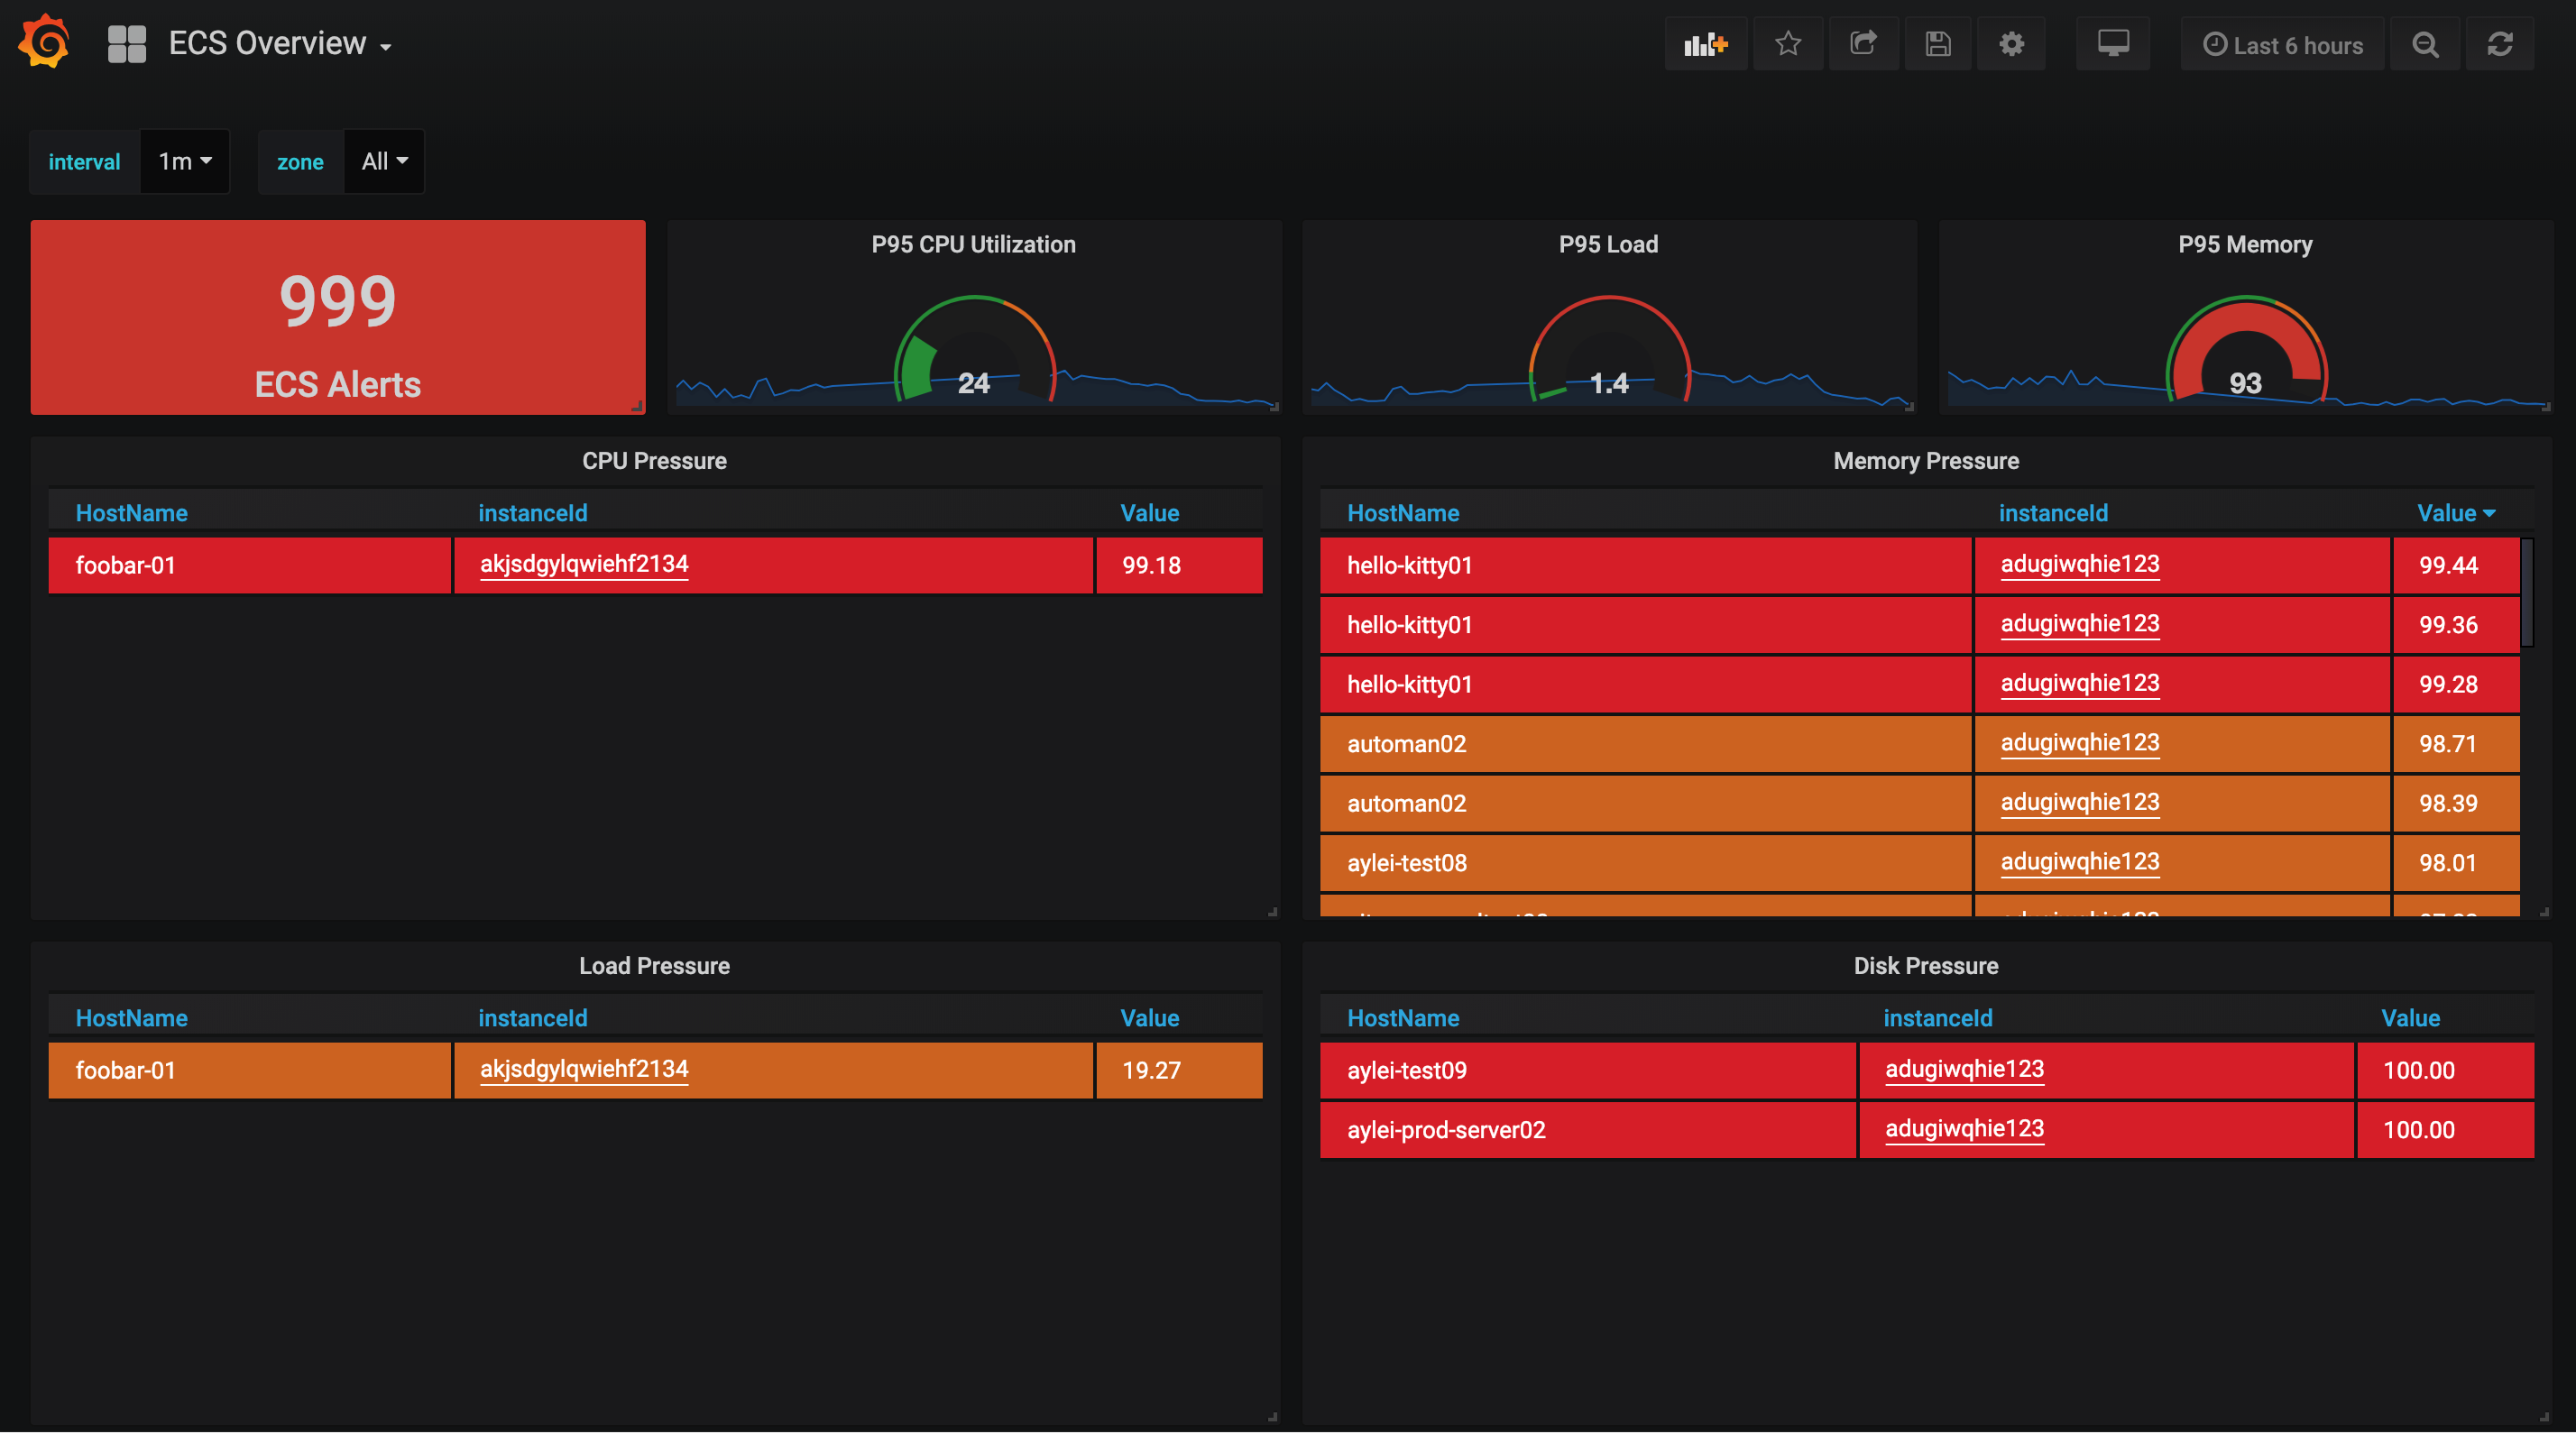 ECS Overview
Last 6 hours
interval 1m zone All
999
ECS Alerts
P95 CPU Utilization
24
P95 Load
1.4
P95 Memory
93
CPU Pressure
HostName instanceId Value
foobar-01 akjsdgylqwiehf2134 99.18
Memory Pressure
HostName instanceId Value
hello-kitty01 adugiwqhie123 99.44
hello-kitty01 adugiwqhie123 99.36
hello-kitty01 adugiwqhie123 99.28
automan02 adugiwqhie123 98.71
automan02 adugiwqhie123 98.39
aylei-test08 adugiwqhie123 98.01
Load Pressure
HostName instanceId Value
foobar-01 akjsdgylqwiehf2134 19.27
Disk Pressure
HostName instanceId Value
aylei-test09 adugiwqhie123 100.00
aylei-prod-server02 adugiwqhie123 100.00